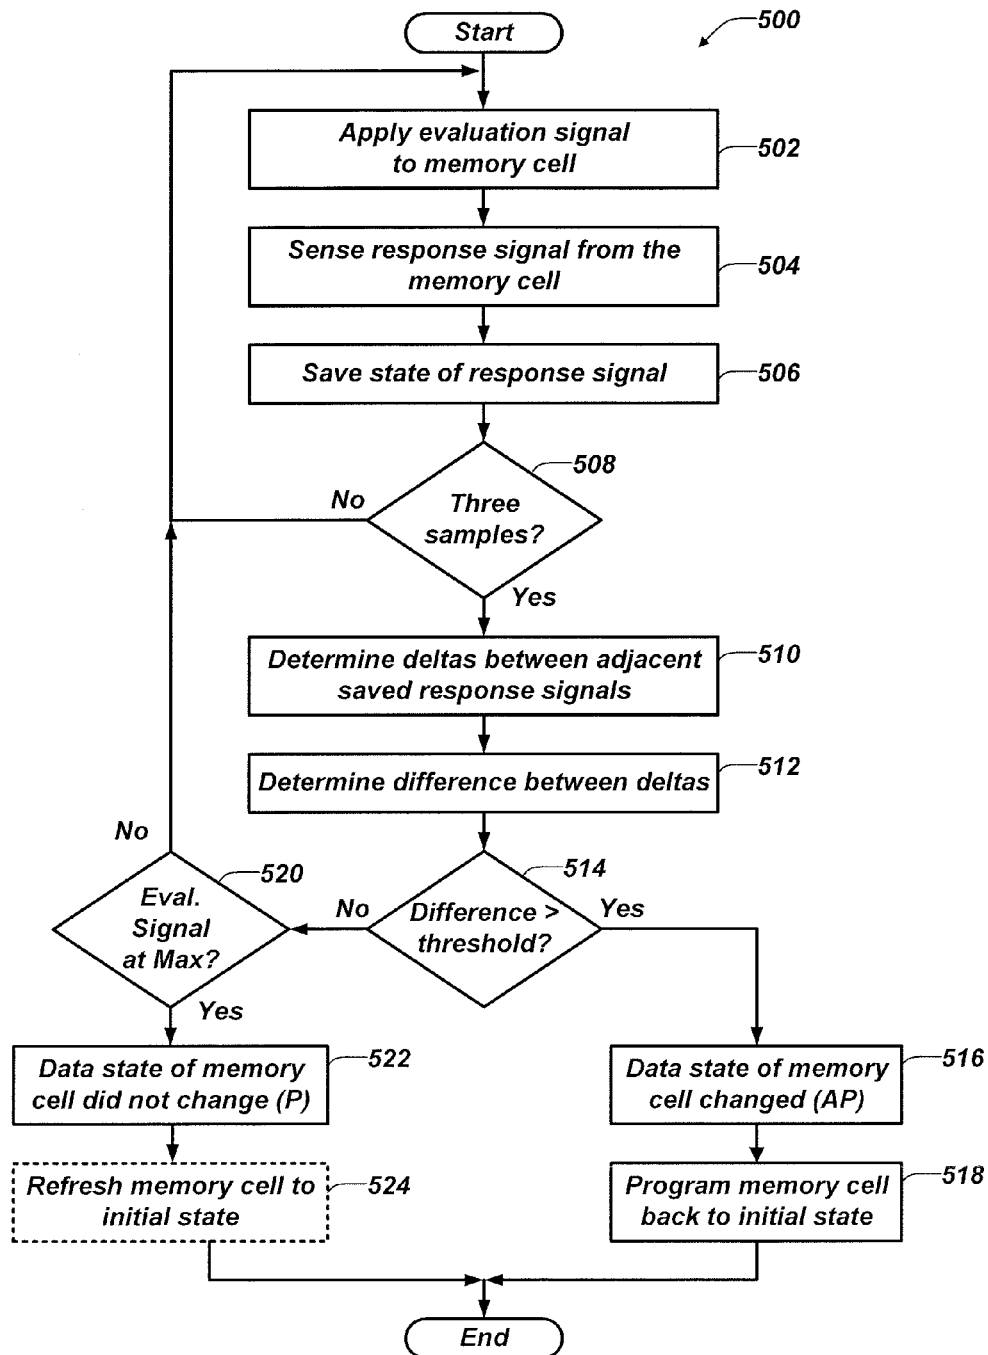 Start
500
Apply evaluation signal
to memory cell
502
Sense response signal from the
memory cell
504
Save state of response signal
506
508
No
Three
samples?
Yes
Determine deltas between adjacent
saved response signals
510
Determine difference between deltas
512
No
520
Eval.
Signal
at Max?
No
514
Difference >
threshold?
Yes
Yes
Data state of memory
cell did not change (P)
522
Data state of memory
cell changed (AP)
516
Refresh memory cell to
initial state
524
Program memory cell
back to initial state
518
End